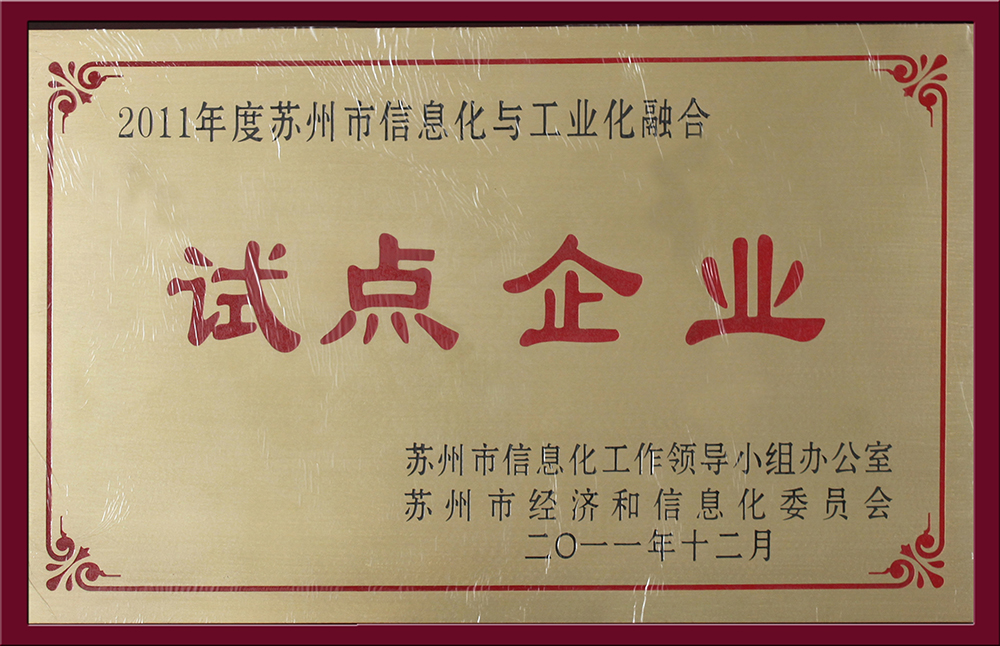 2011年度苏州市信息化与工业化融合
试点企业
苏州市信息化工作领导小组办公室
苏州市经济和信息化委员会
二〇一一年十二月